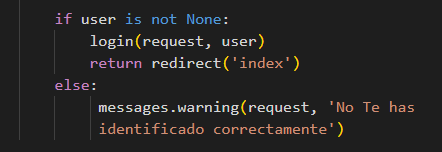 if user is not None:
login(request, user)
return redirect('index')
else:
messages.warning(request, 'No Te has
identificado correctamente')